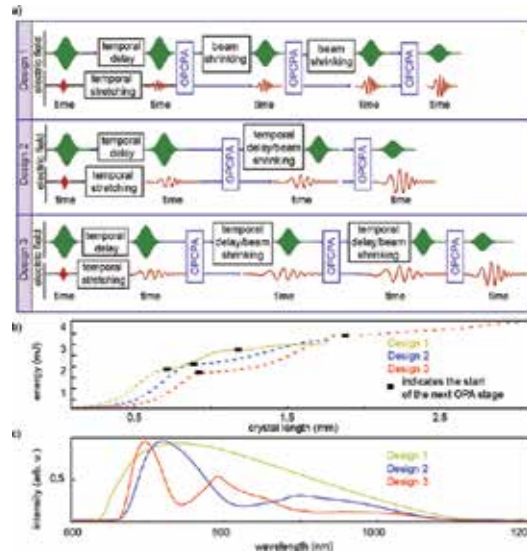 a)
Design 1
electric field
temporal delay
temporal stretching
OPCPA
beam shrinking
OPCPA
beam shrinking
OPCPA
time
time
time
time
time
Design 2
electric field
temporal delay
temporal stretching
OPCPA
temporal delay/beam shrinking
OPCPA
time
time
time
time
Design 3
electric field
temporal delay
temporal stretching
OPCPA
temporal delay/beam shrinking
OPCPA
temporal delay/beam shrinking
OPCPA
time
time
time
time
time
b)
energy (mJ)
4
3
2
1
Design 1
Design 2
Design 3
indicates the start
of the next OPA stage
0.5
1.5
2.5
crystal length (mm)
c)
intensity (arb. u.)
0.5
Design 1
Design 2
Design 3
600
800
1000
1200
wavelength (nm)